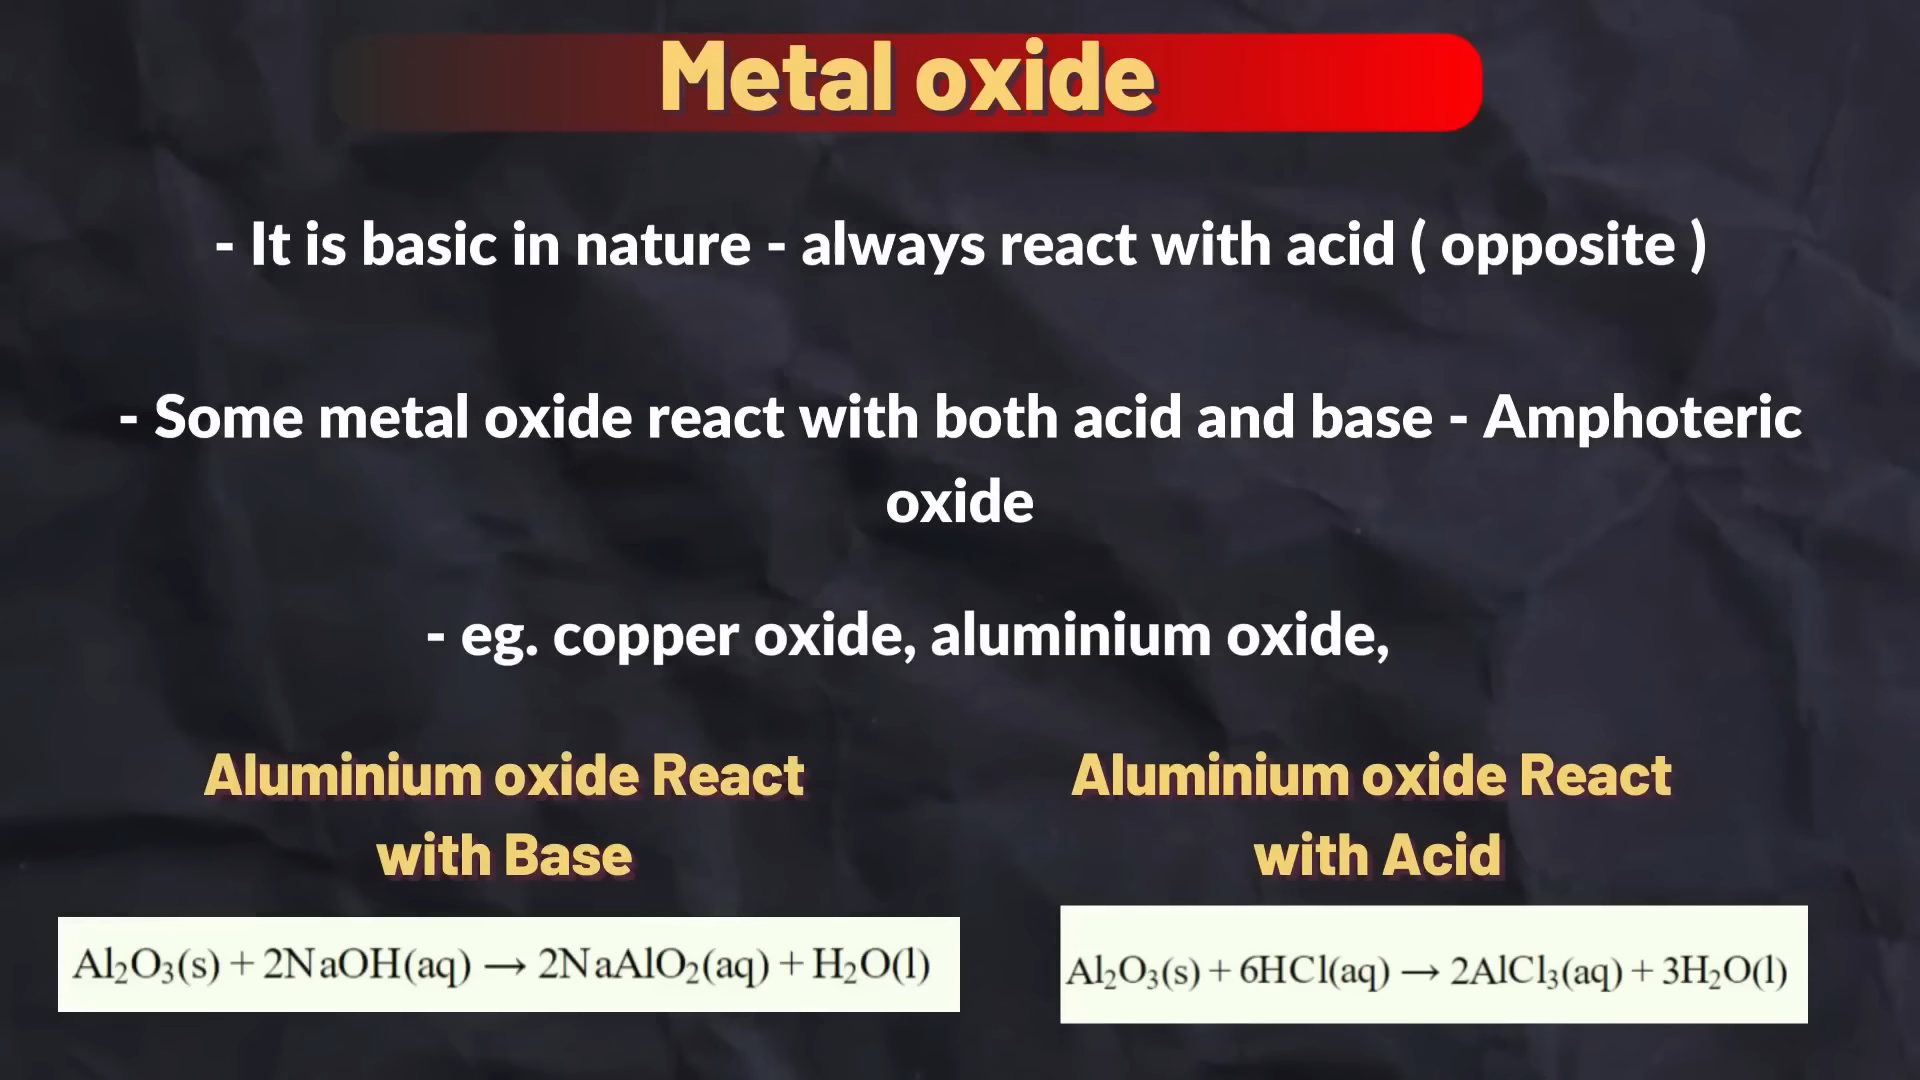 Metal oxide
- It is basic in nature - always react with acid ( opposite )
- Some metal oxide react with both acid and base - Amphoteric
oxide
- eg. copper oxide, aluminium oxide,
Aluminium oxide React
with Base
Al₂O₃(s) + 2NaOH(aq) → 2NaAlO₂(aq) + H₂O(l)
Aluminium oxide React
with Acid
Al₂O₃(s) + 6HCl(aq) → 2AlCl₃(aq) + 3H₂O(l)